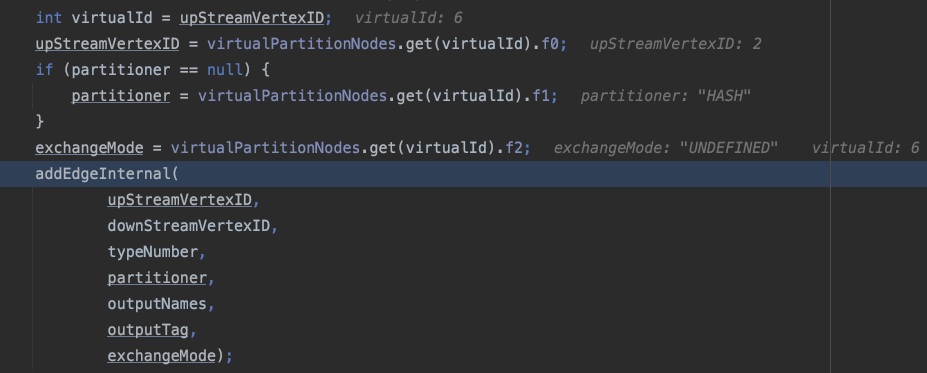 int virtualId = upStreamVertexID; virtualId: 6
upStreamVertexID = virtualPartitionNodes.get(virtualId).f0; upStreamVertexID: 2
if (partitioner == null) {
partitioner = virtualPartitionNodes.get(virtualId).f1; partitioner: "HASH"
}
exchangeMode = virtualPartitionNodes.get(virtualId).f2; exchangeMode: "UNDEFINED" virtualId: 6
addEdgeInternal(
upStreamVertexID,
downStreamVertexID,
typeNumber,
partitioner,
outputNames,
outputTag,
exchangeMode);